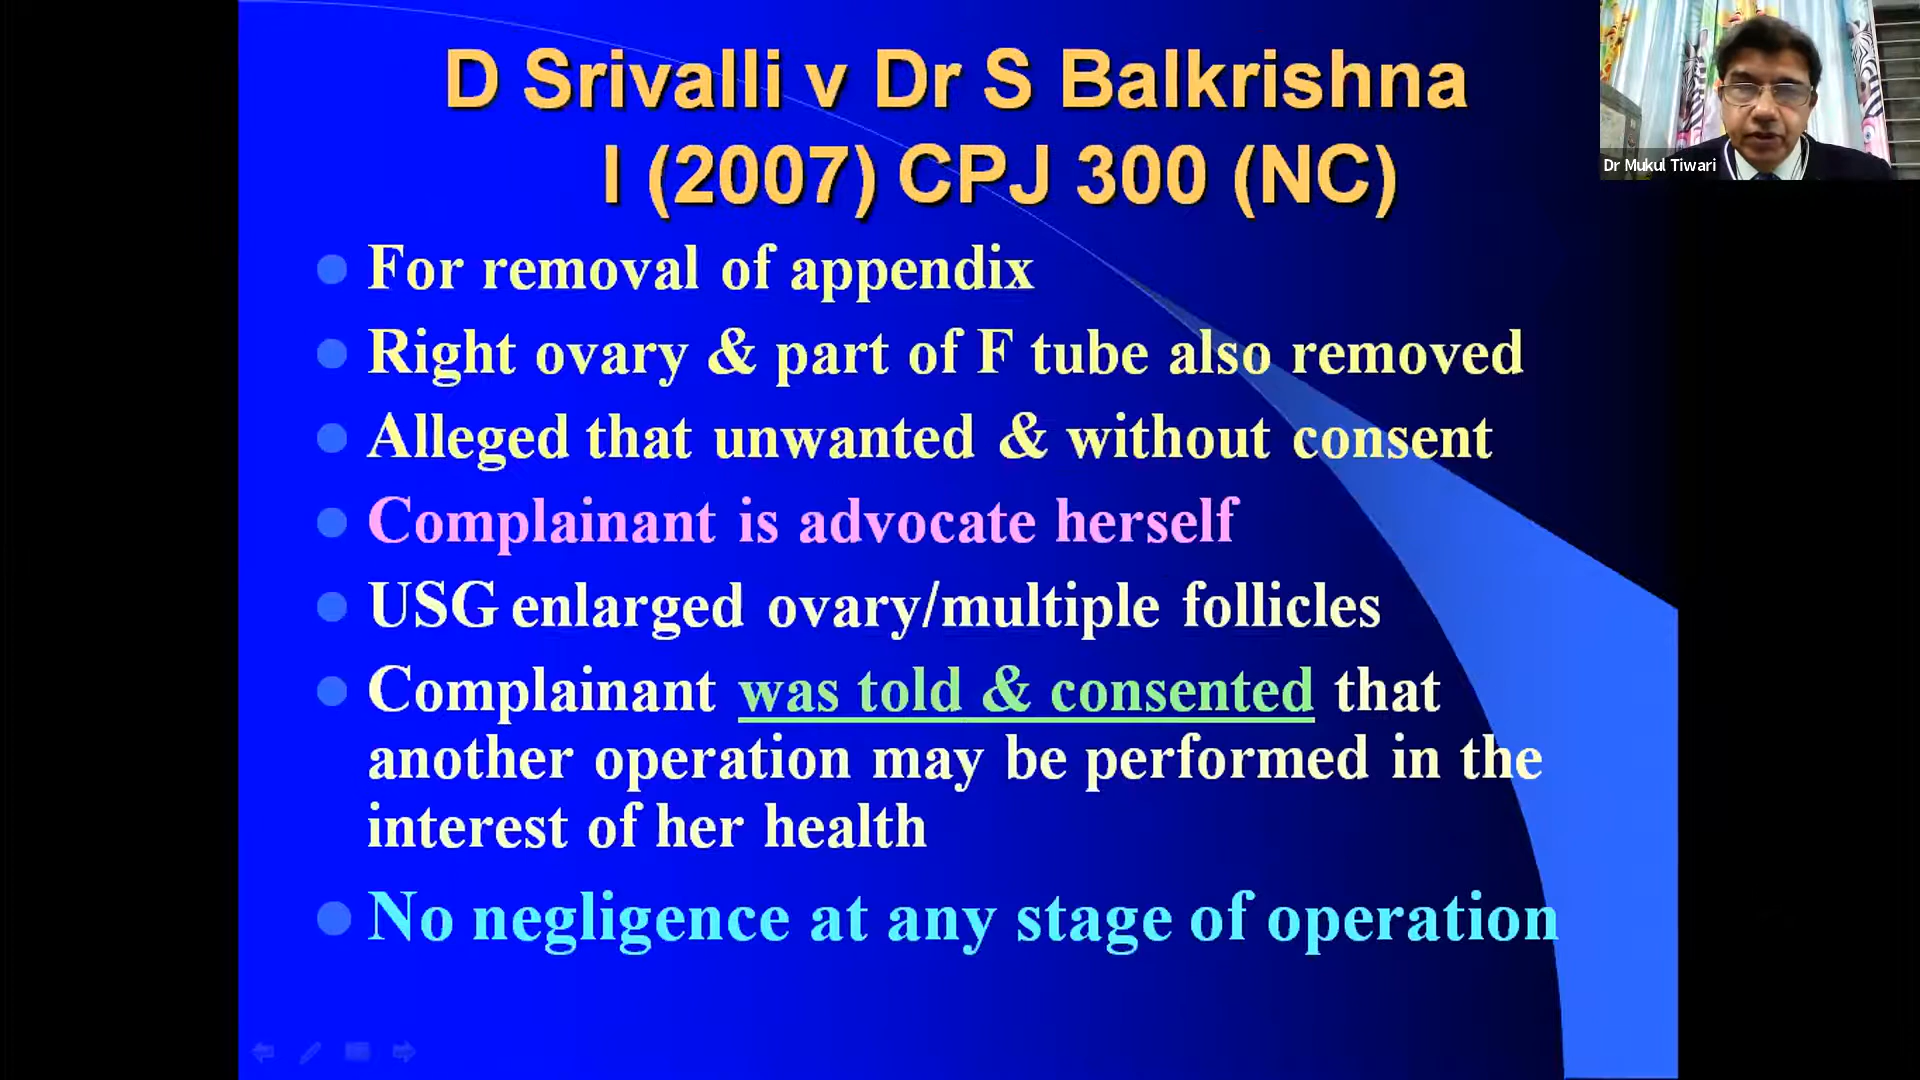 D Srivalli v Dr S Balkrishna
I (2007) CPJ 300 (NC)
Dr Mukul Tiwari
For removal of appendix
Right ovary & part of F tube also removed
Alleged that unwanted & without consent
Complainant is advocate herself
USG enlarged ovary/multiple follicles
Complainant was told & consented that
another operation may be performed in the
interest of her health
No negligence at any stage of operation